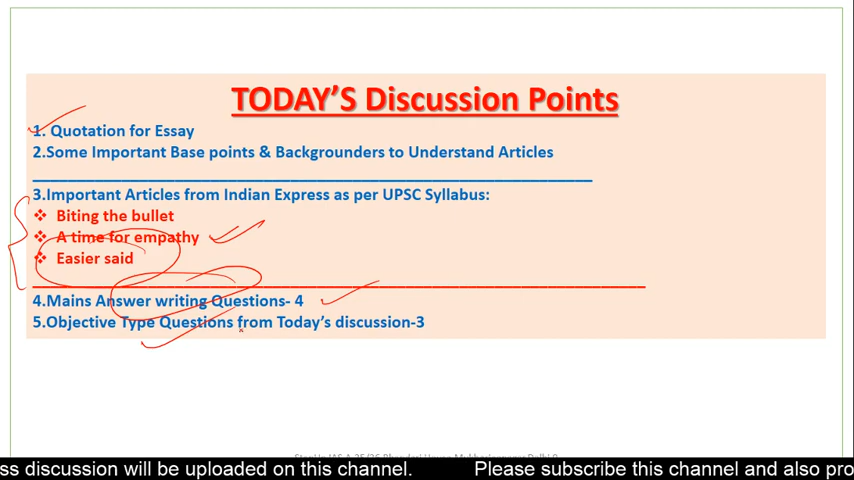 TODAY'S Discussion Points
1. Quotation for Essay
2.Some Important Base points & Backgrounders to Understand Articles
3.Important Articles from Indian Express as per UPSC Syllabus:
❖ Biting the bullet
❖ A time for empathy
❖ Easier said
4.Mains Answer writing Questions- 4
5.Objective Type Questions from Today's discussion-3
ss discussion will be uploaded on this channel. Please subscribe this channel and also pro